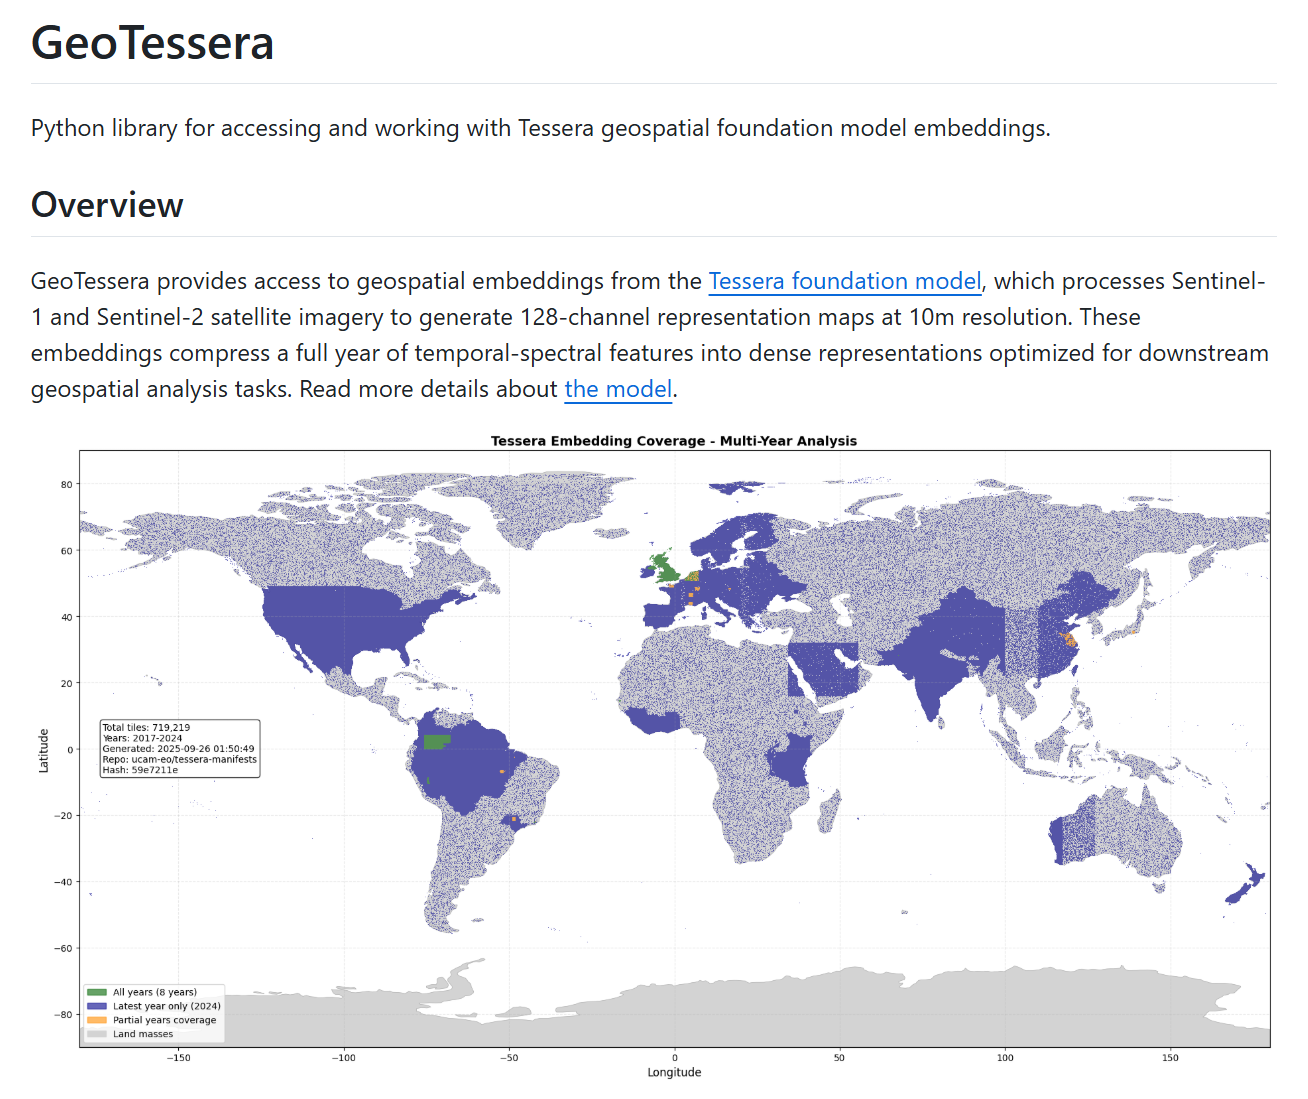 GeoTessera
Python library for accessing and working with Tessera geospatial foundation model embeddings.
Overview
GeoTessera provides access to geospatial embeddings from the Tessera foundation model, which processes Sentinel-
1 and Sentinel-2 satellite imagery to generate 128-channel representation maps at 10m resolution. These
embeddings compress a full year of temporal-spectral features into dense representations optimized for downstream
geospatial analysis tasks. Read more details about the model.
Tessera Embedding Coverage - Multi-Year Analysis
80
60
40
20
0
−20
−40
−60
−80
Latitude
Total tiles: 719,219
Years: 2017-2024
Generated: 2025-09-26 01:50:49
Repo: ucam-eo/tessera-manifests
Hash: 59e7211e
All years (8 years)
Latest year only (2024)
Partial years coverage
Land masses
−150 −100 −50 0 50 100 150
Longitude